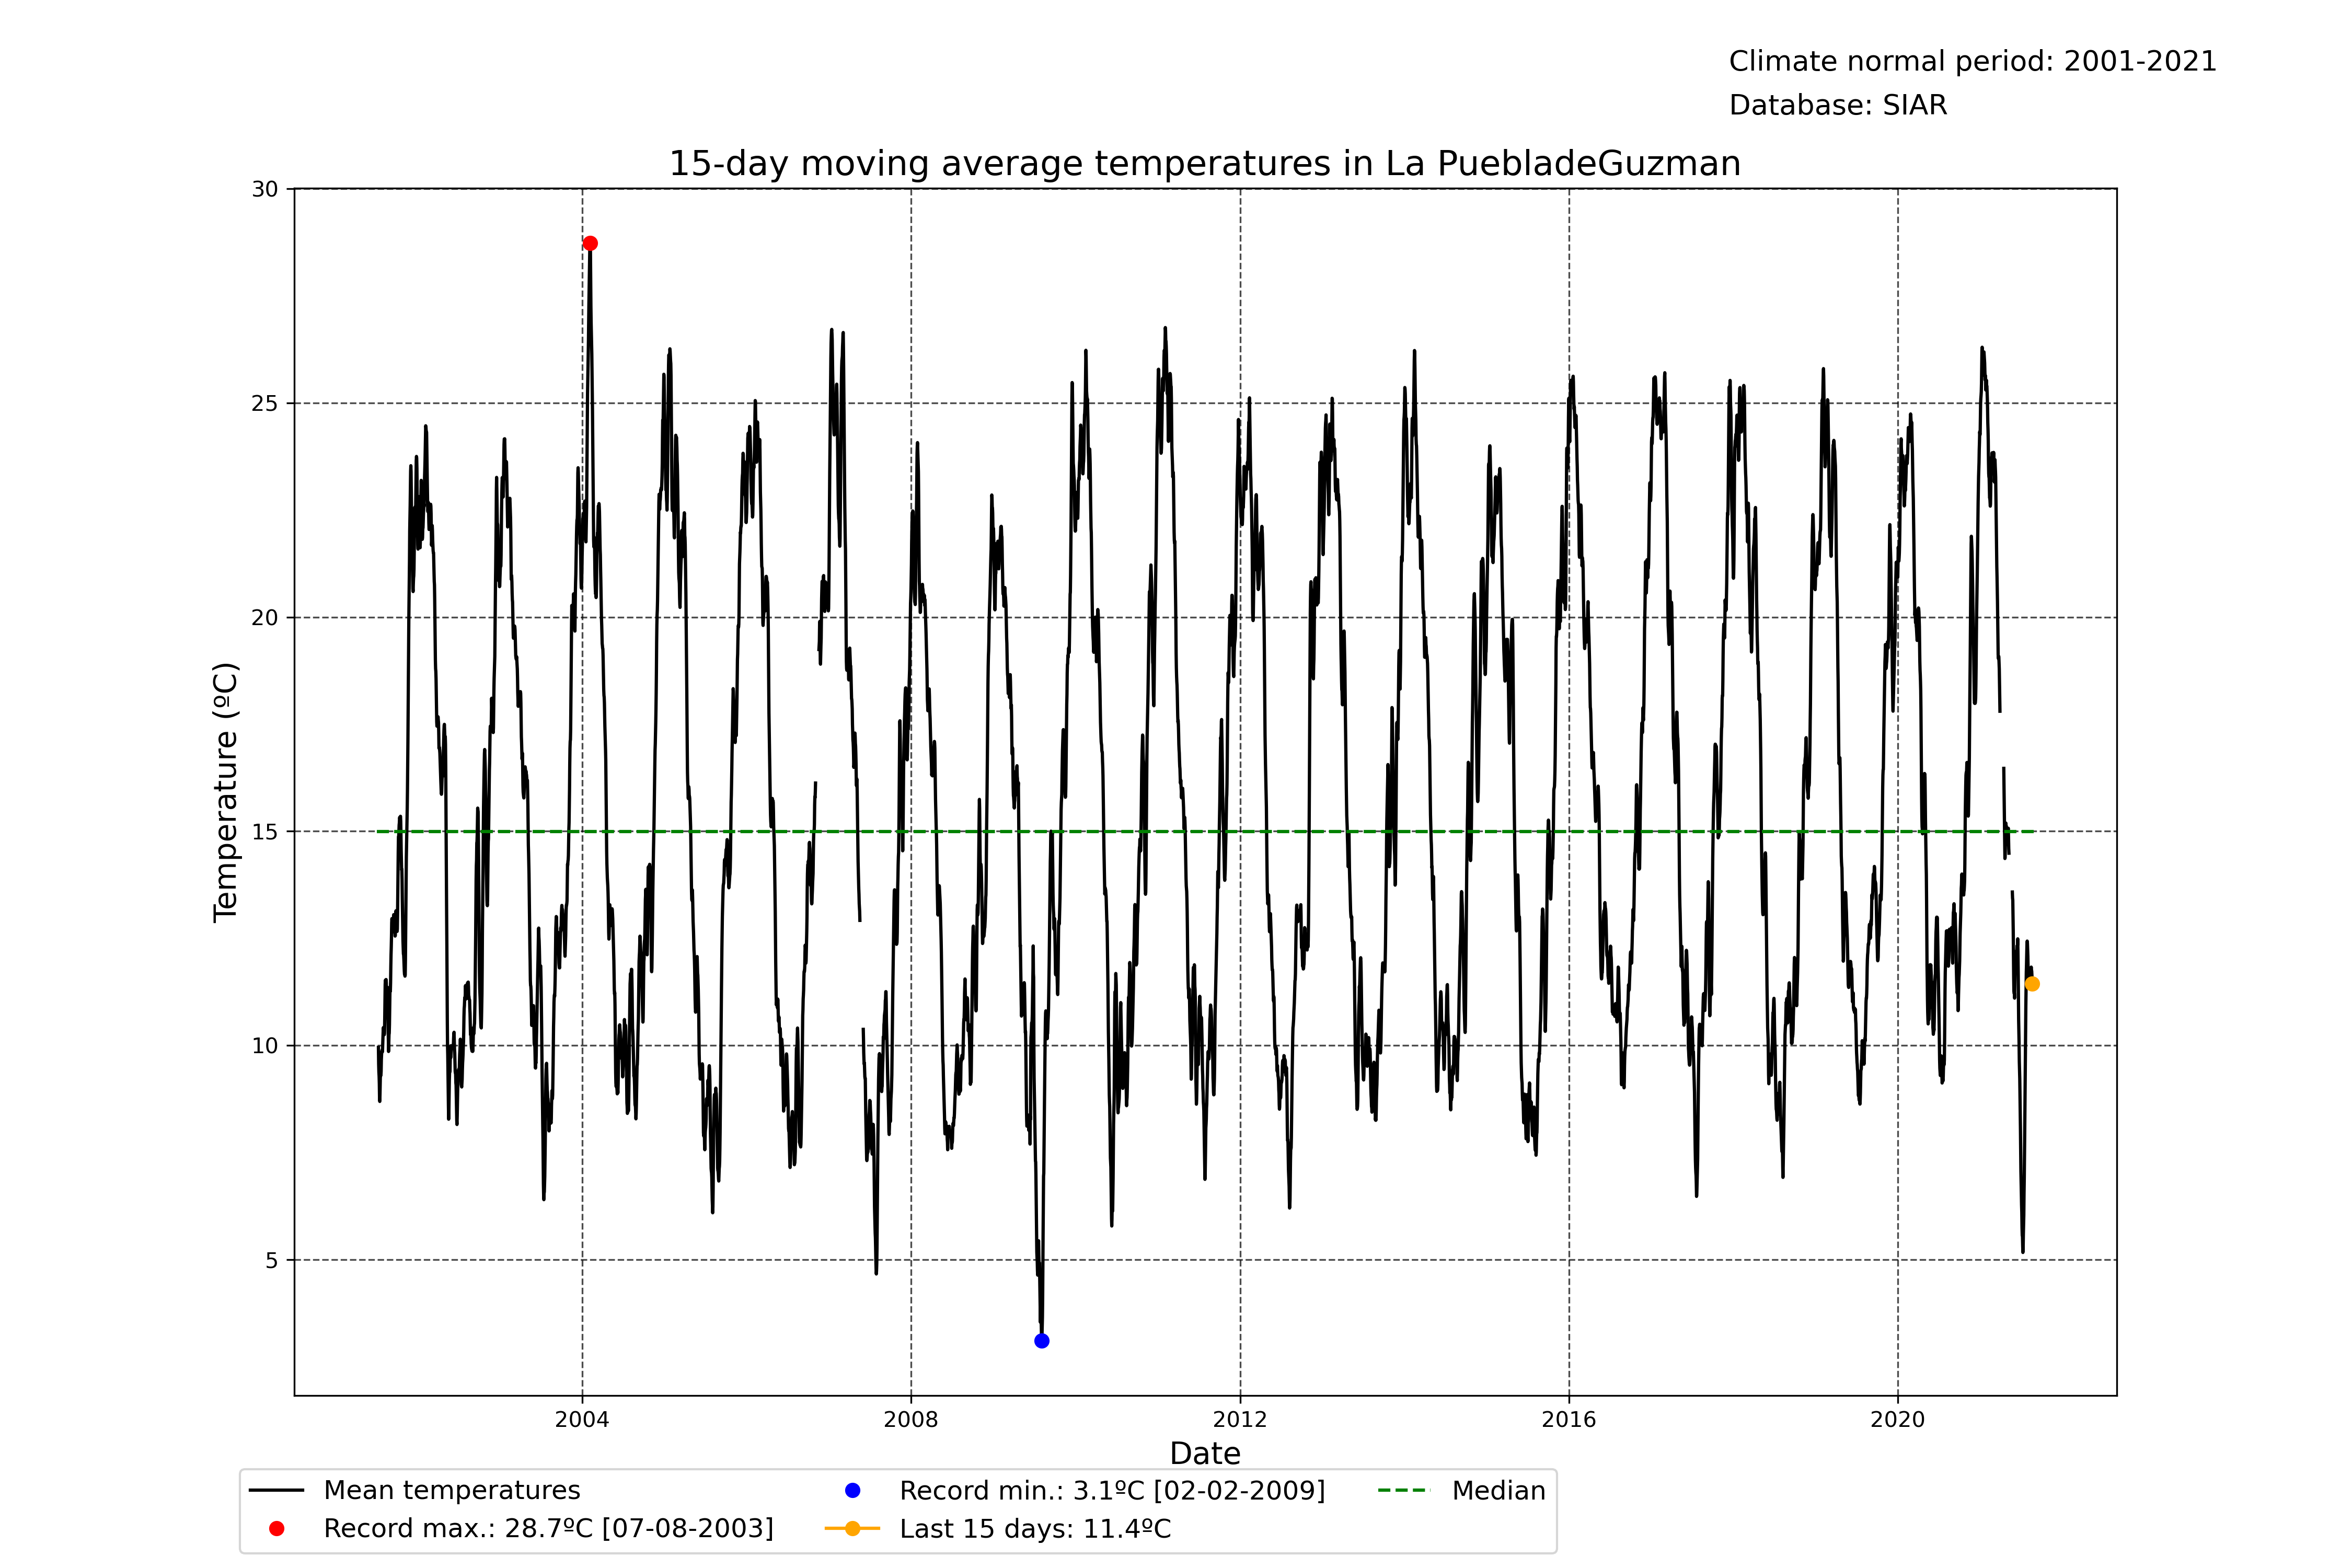 Climate normal period: 2001-2021
Database: SIAR
15-day moving average temperatures in La PuebladeGuzman
30
25
20
15
10
5
Temperature (ºC)
2004 2008 2012 2016 2020
Date
Mean temperatures
Record max.: 28.7ºC [07-08-2003]
Record min.: 3.1ºC [02-02-2009]
Last 15 days: 11.4ºC
Median